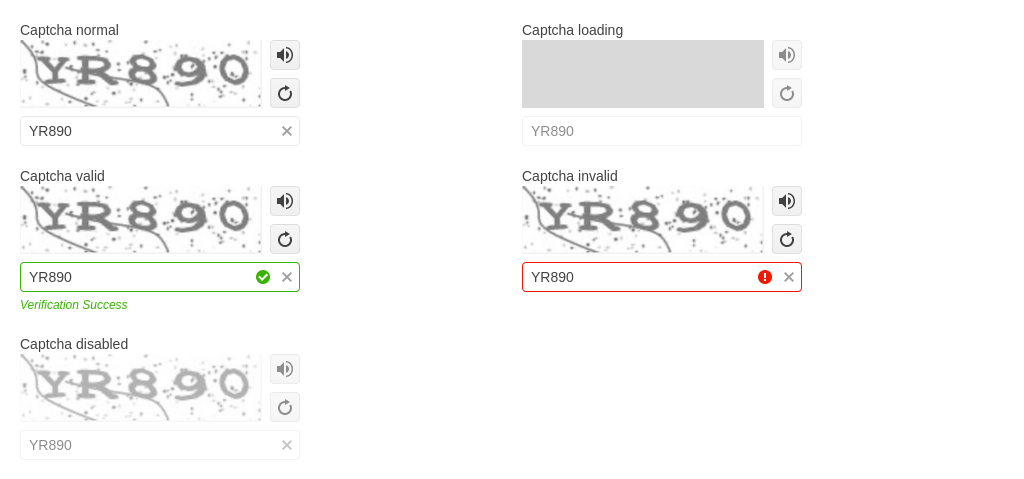 Captcha normal
YR890
YR890
Captcha loading
YR890
Captcha valid
YR890
YR890
Verification Success
Captcha invalid
YR890
YR890
Captcha disabled
YR890
YR890